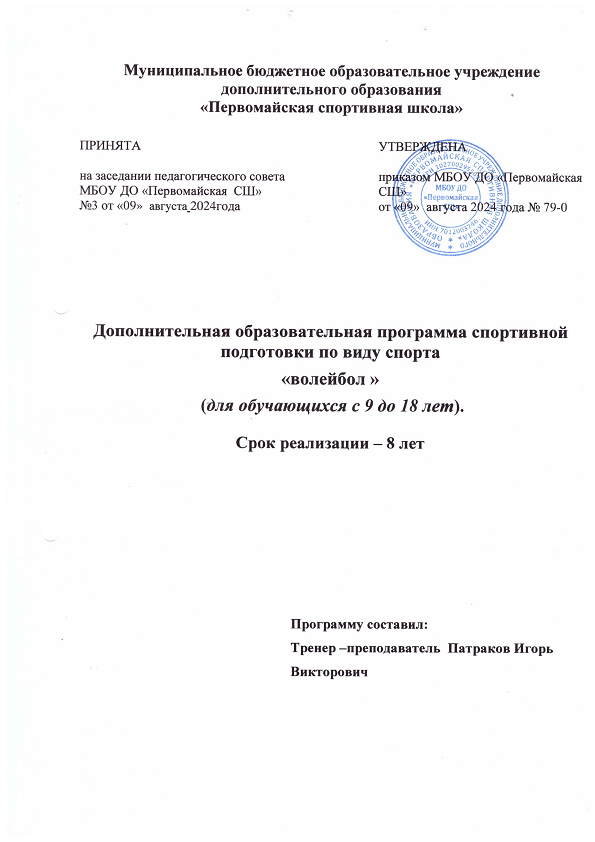 Муниципальное бюджетное образовательное учреждение
дополнительного образования
«Первомайская спортивная школа»
ПРИНЯТА
на заседании педагогического совета
МБОУ ДО «Первомайская СШ»
№3 от «09» августа 2024года
УТВЕРЖДЕНА
приказом МБОУ ДО «Первомайская
СШ»
от «09» августа 2024 года № 79-0
МБОУ ДО
«Первомайская
Дополнительная образовательная программа спортивной
подготовки по виду спорта
«волейбол »
(для обучающихся с 9 до 18 лет).
Срок реализации – 8 лет
Программу составил:
Тренер –преподаватель Патраков Игорь
Викторович